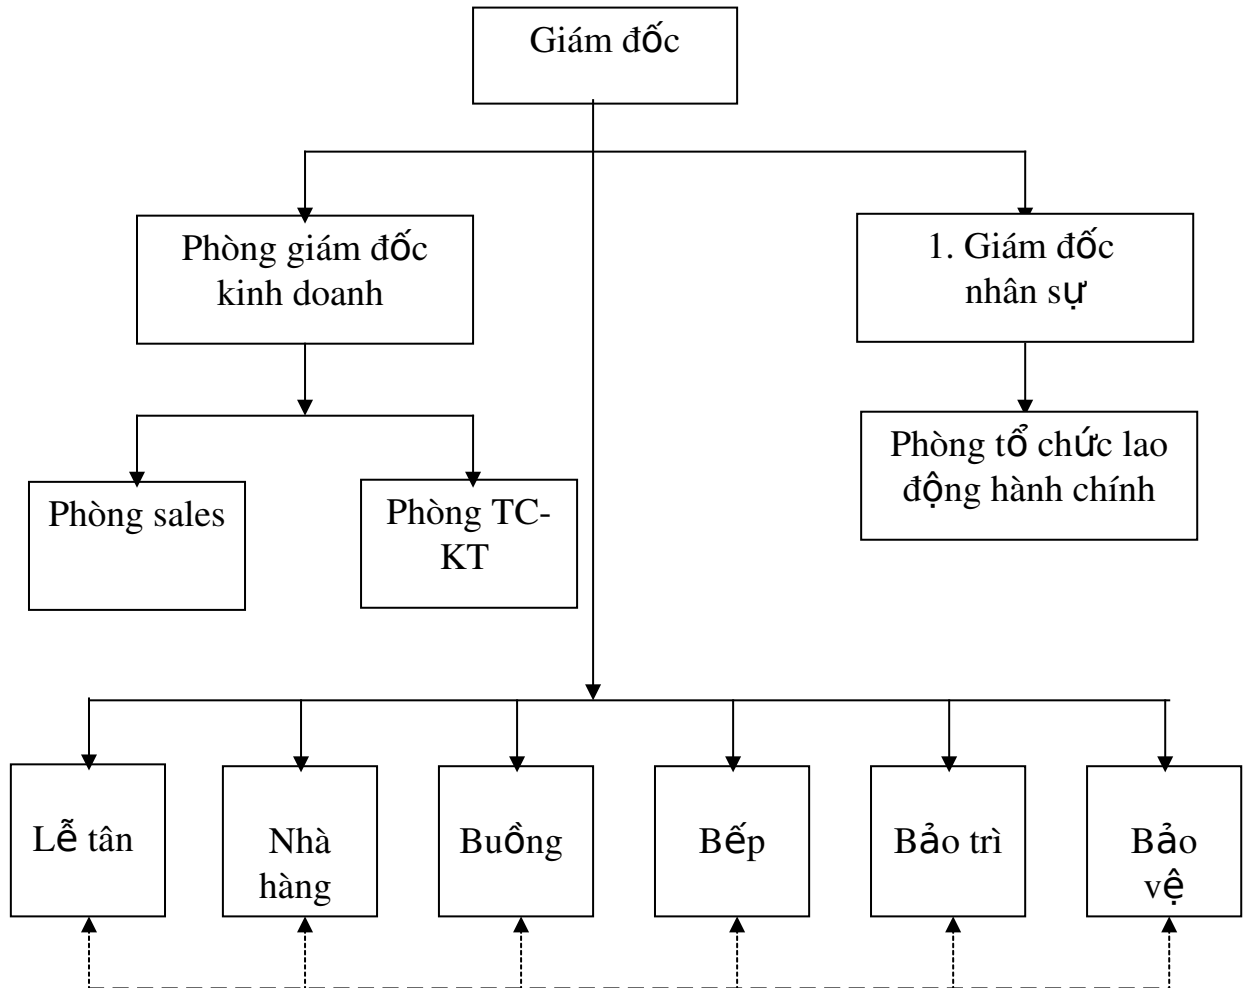 Giám đốc
Phòng giám đốc
kinh doanh
1. Giám đốc
nhân sự
Phòng sales
Phòng TC-
KT
Phòng tổ chức lao
động hành chính
Lễ tân
Nhà
hàng
Buồng
Bếp
Bảo trì
Bảo
vệ